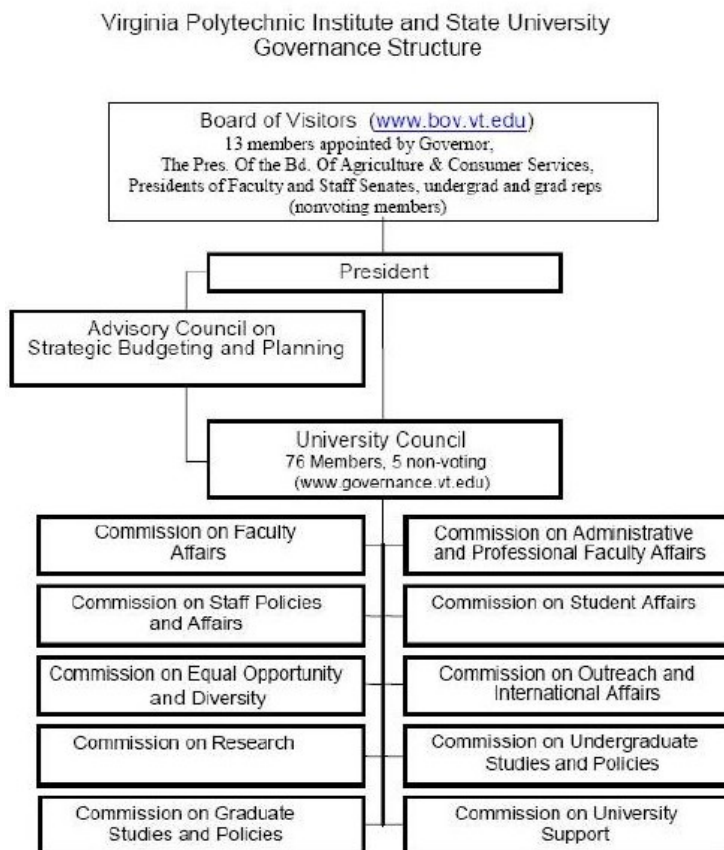 Virginia Polytechnic Institute and State University
Governance Structure
Board of Visitors (www.bov.vt.edu)
13 members appointed by Governor,
The Pres. Of the Bd. Of Agriculture & Consumer Services,
Presidents of Faculty and Staff Senates, undergrad and grad reps
(nonvoting members)
President
Advisory Council on
Strategic Budgeting and Planning
University Council
76 Members, 5 non-voting
(www.governance.vt.edu)
Commission on Faculty
Affairs
Commission on Administrative
and Professional Faculty Affairs
Commission on Staff Policies
and Affairs
Commission on Student Affairs
Commission on Equal Opportunity
and Diversity
Commission on Outreach and
International Affairs
Commission on Research
Commission on Undergraduate
Studies and Policies
Commission on Graduate
Studies and Policies
Commission on University
Support